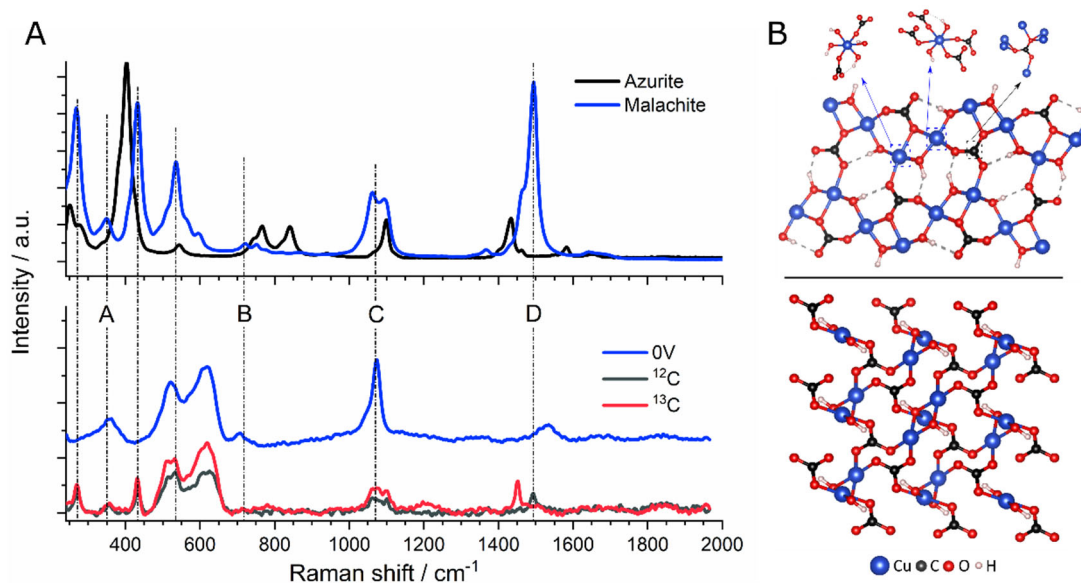 A
B
Azurite
Malachite
Intensity / a.u.
A
B
C
D
0V
¹²C
¹³C
400
600
800
1000
1200
1400
1600
1800
2000
Raman shift / cm⁻¹
Cu C O H